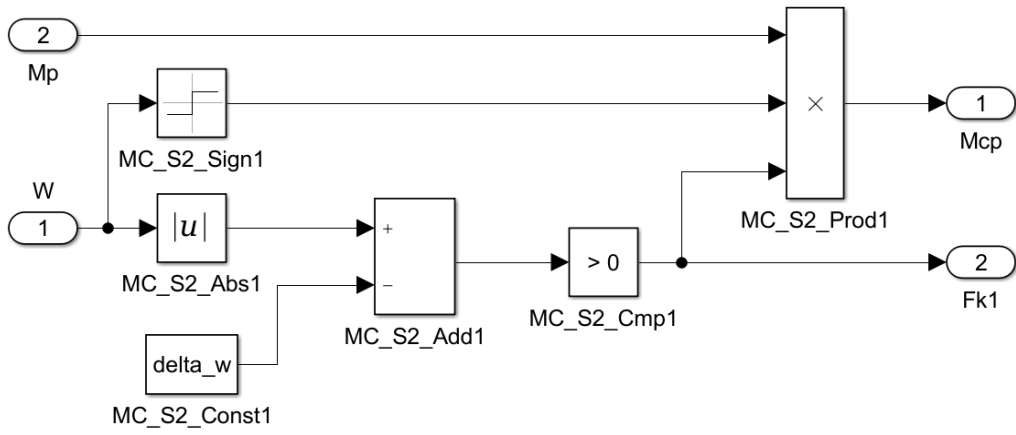 2
Mp
MC_S2_Sign1
×
1
Mcp
MC_S2_Prod1
W
1
|u|
MC_S2_Abs1
+
−
MC_S2_Add1
> 0
MC_S2_Cmp1
2
Fk1
delta_w
MC_S2_Const1